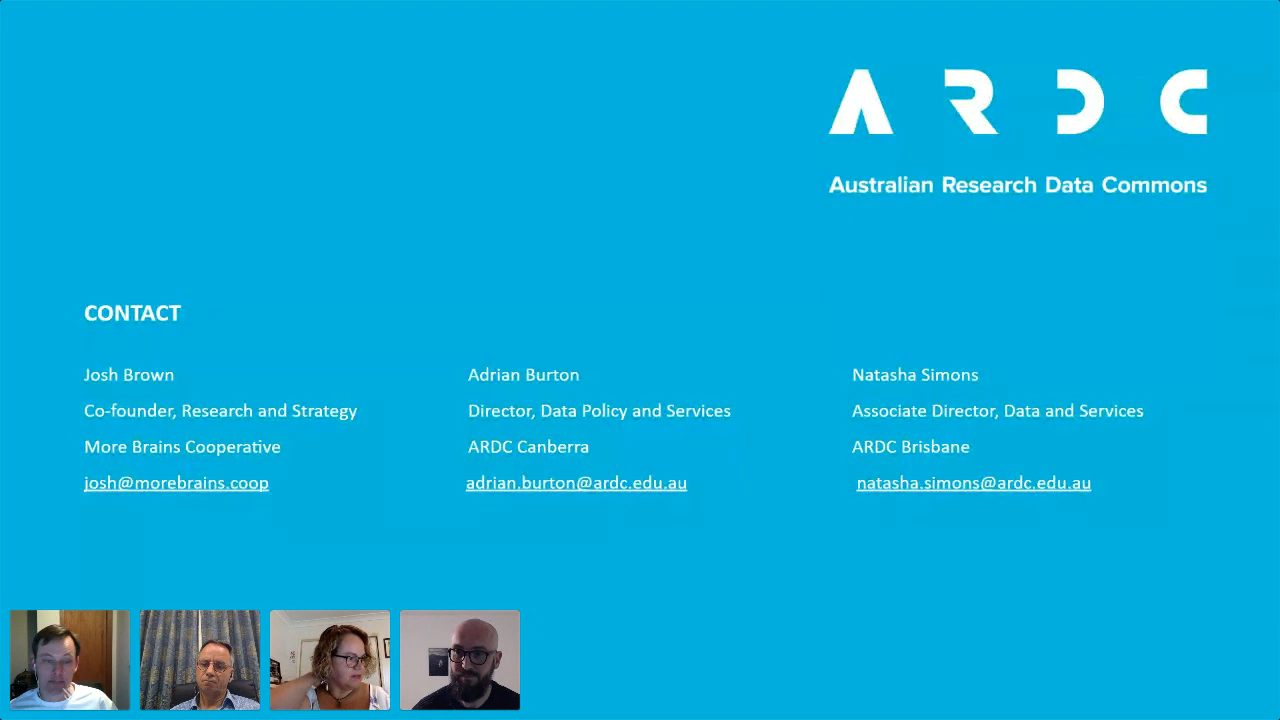 ARDC
Australian Research Data Commons
CONTACT
Josh Brown
Co-founder, Research and Strategy
More Brains Cooperative
josh@morebrains.coop
Adrian Burton
Director, Data Policy and Services
ARDC Canberra
adrian.burton@ardc.edu.au
Natasha Simons
Associate Director, Data and Services
ARDC Brisbane
natasha.simons@ardc.edu.au